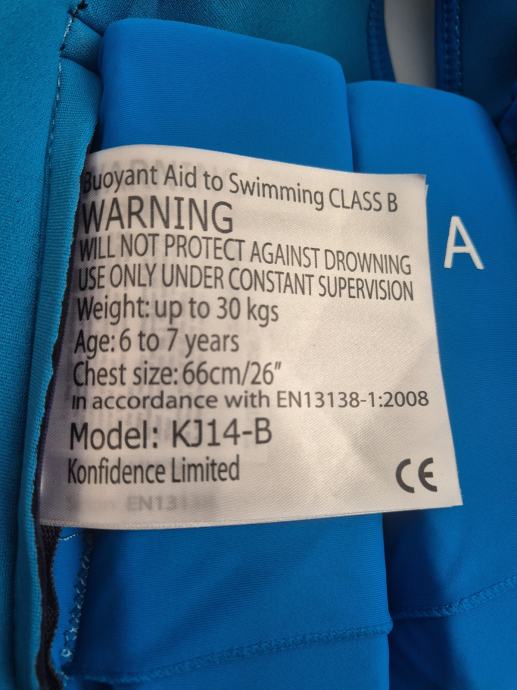 Buoyant Aid to Swimming CLASS B
WARNING
WILL NOT PROTECT AGAINST DROWNING
USE ONLY UNDER CONSTANT SUPERVISION
Weight: up to 30 kgs
Age: 6 to 7 years
Chest size: 66cm/26"
in accordance with EN13138-1:2008
Model: KJ14-B
Konfidence Limited
CE
EN13138
A